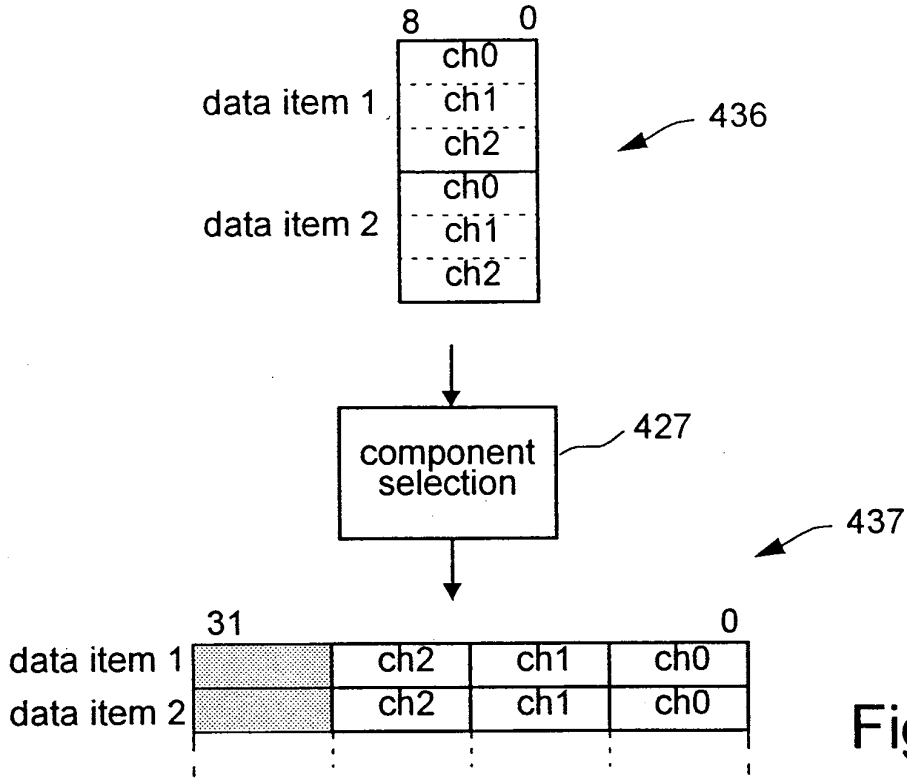 8 0
ch0
data item 1 ch1
ch2
436
ch0
data item 2 ch1
ch2
component
selection
427
437
31 0
data item 1 ch2 ch1 ch0
data item 2 ch2 ch1 ch0